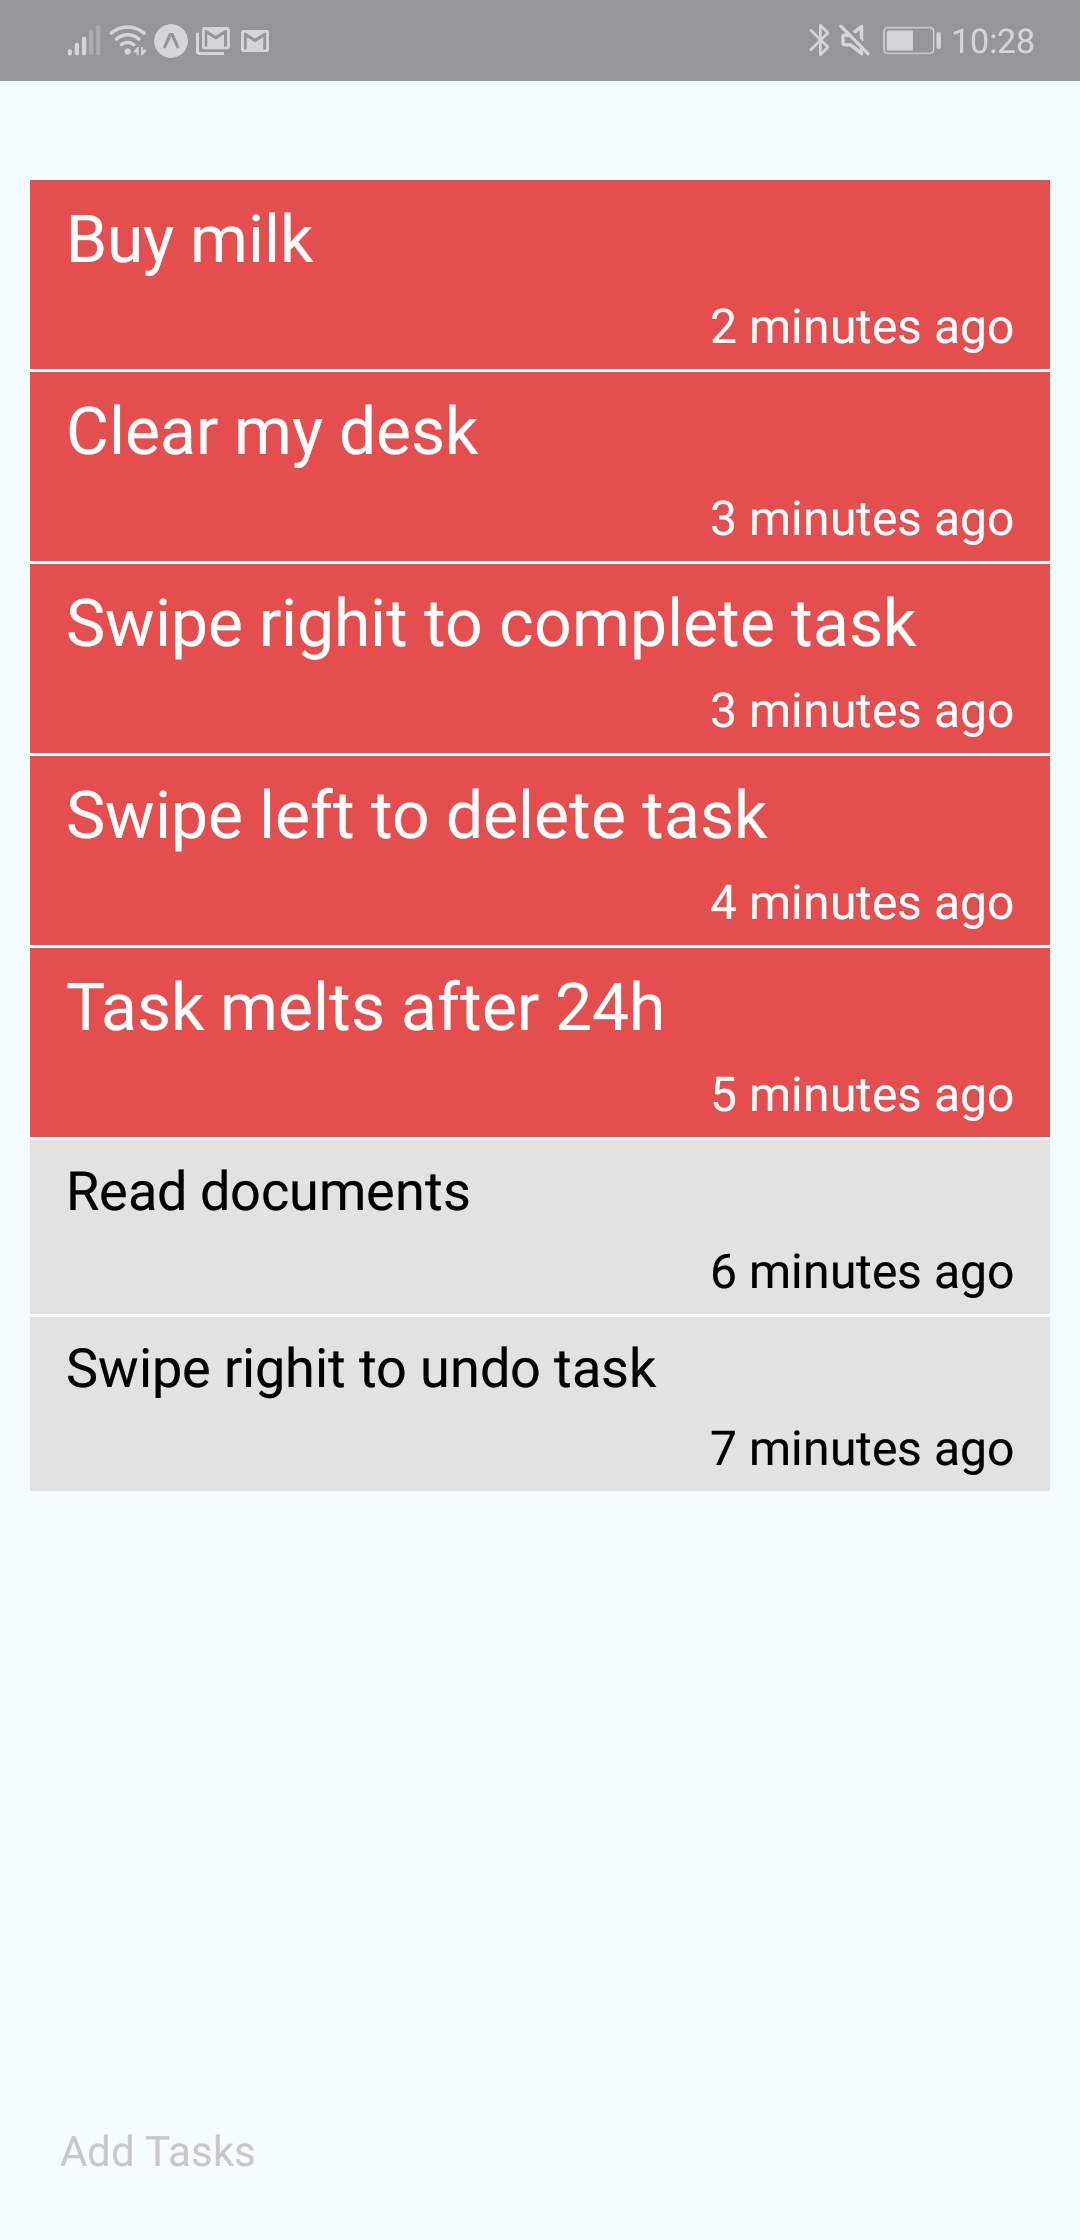 10:28
Buy milk
2 minutes ago
Clear my desk
3 minutes ago
Swipe righit to complete task
3 minutes ago
Swipe left to delete task
4 minutes ago
Task melts after 24h
5 minutes ago
Read documents
6 minutes ago
Swipe righit to undo task
7 minutes ago
Add Tasks